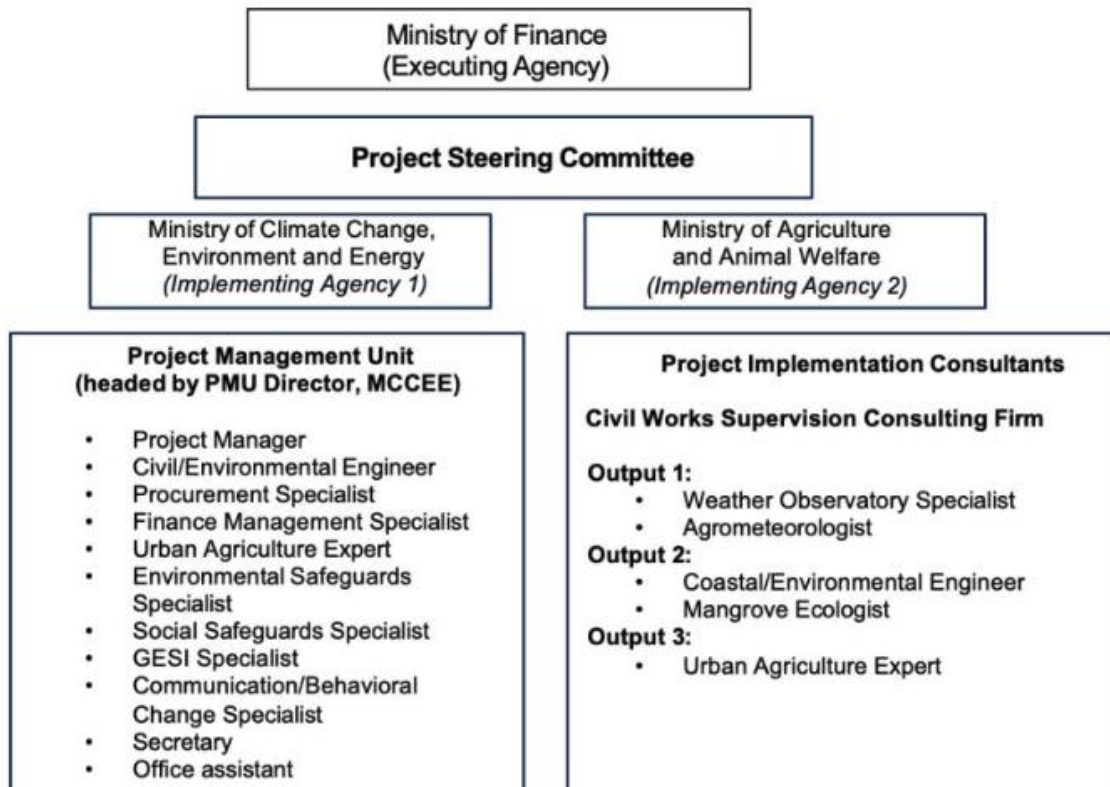 Ministry of Finance
(Executing Agency)
Project Steering Committee
Ministry of Climate Change,
Environment and Energy
(Implementing Agency 1)
Ministry of Agriculture
and Animal Welfare
(Implementing Agency 2)
Project Management Unit
(headed by PMU Director, MCCEE)
• Project Manager
• Civil/Environmental Engineer
• Procurement Specialist
• Finance Management Specialist
• Urban Agriculture Expert
• Environmental Safeguards
Specialist
• Social Safeguards Specialist
• GESI Specialist
• Communication/Behavioral
Change Specialist
• Secretary
• Office assistant
Project Implementation Consultants
Civil Works Supervision Consulting Firm
Output 1:
• Weather Observatory Specialist
• Agrometeorologist
Output 2:
• Coastal/Environmental Engineer
• Mangrove Ecologist
Output 3:
• Urban Agriculture Expert